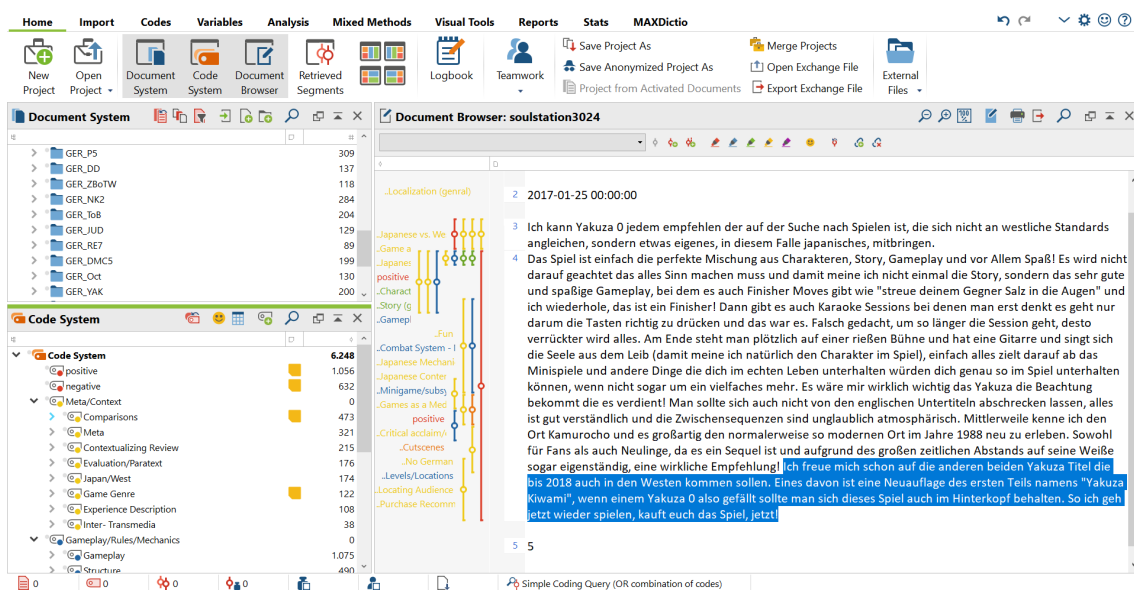 Home Import Codes Variables Analysis Mixed Methods Visual Tools Reports Stats MAXDictio
New Project
Open Project
Document System
Code System
Document Browser
Retrieved Segments
Logbook
Teamwork
Save Project As
Save Anonymized Project As
Project from Activated Documents
Merge Projects
Open Exchange File
Export Exchange File
External Files
Document System
GER_P5 309
GER_DD 137
GER_ZBoTW 118
GER_NK2 284
GER_ToB 204
GER_JUD 129
GER_RE7 89
GER_DMC5 199
GER_Oct 130
GER_YAK 200
Code System
Code System 6.248
positive 1.056
negative 632
Meta/Context 0
Comparisons 473
Meta 321
Contextualizing Review 215
Evaluation/Paratext 176
Japan/West 174
Game Genre 122
Experience Description 108
Inter- Transmedia 38
Gameplay/Rules/Mechanics 0
Gameplay 1.075
Structure 490
Document Browser: soulstation3024
..Localization (genral)
..Japanese vs. We
..Game a
..Japanes
positive
..Charact
..Story (g
..Gamepl
..Fun
..Combat System - I
..Japanese Mechani
..Japanese Conter
..Minigame/subsy
..Games as a Med
positive
..Critical acclaim/
..Cutscenes
..No German
..Levels/Locations
..Locating Audience
..Purchase Recomm
2 2017-01-25 00:00:00
3 Ich kann Yakuza 0 jedem empfehlen der auf der Suche nach Spielen ist, die sich nicht an westliche Standards
angleichen, sondern etwas eigenes, in diesem Falle japanisches, mitbringen.
4 Das Spiel ist einfach die perfekte Mischung aus Charakteren, Story, Gameplay und vor Allem Spaß! Es wird nicht
darauf geachtet das alles Sinn machen muss und damit meine ich nicht einmal die Story, sondern das sehr gute
und spaßige Gameplay, bei dem es auch Finisher Moves gibt wie "streue deinem Gegner Salz in die Augen" und
ich wiederhole, das ist ein Finisher! Dann gibt es auch Karaoke Sessions bei denen man erst denkt es geht nur
darum die Tasten richtig zu drücken und das war es. Falsch gedacht, um so länger die Session geht, desto
verrückter wird alles. Am Ende steht man plötzlich auf einer rießen Bühne und hat eine Gitarre und singt sich
die Seele aus dem Leib (damit meine ich natürlich den Charakter im Spiel), einfach alles zielt darauf ab das
Minispiele und andere Dinge die dich im echten Leben unterhalten würden dich genau so im Spiel unterhalten
können, wenn nicht sogar um ein vielfaches mehr. Es wäre mir wirklich wichtig das Yakuza die Beachtung
bekommt die es verdient! Man sollte sich auch nicht von den englischen Untertiteln abschrecken lassen, alles
ist gut verständlich und die Zwischensequenzen sind unglaublich atmosphärisch. Mittlerweile kenne ich den
Ort Kamurocho und es großartig den normalerweise so modernen Ort im Jahre 1988 neu zu erleben. Sowohl
für Fans als auch Neulinge, da es ein Sequel ist und aufgrund des großen zeitlichen Abstands auf seine Weiße
sogar eigenständig, eine wirkliche Empfehlung! Ich freue mich schon auf die anderen beiden Yakuza Titel die
bis 2018 auch in den Westen kommen sollen. Eines davon ist eine Neuauflage des ersten Teils namens "Yakuza
Kiwami", wenn einem Yakuza 0 also gefällt sollte man sich dieses Spiel auch im Hinterkopf behalten. So ich geh
jetzt wieder spielen, kauft euch das Spiel, jetzt!
5 5
0 0 0 0 Simple Coding Query (OR combination of codes)